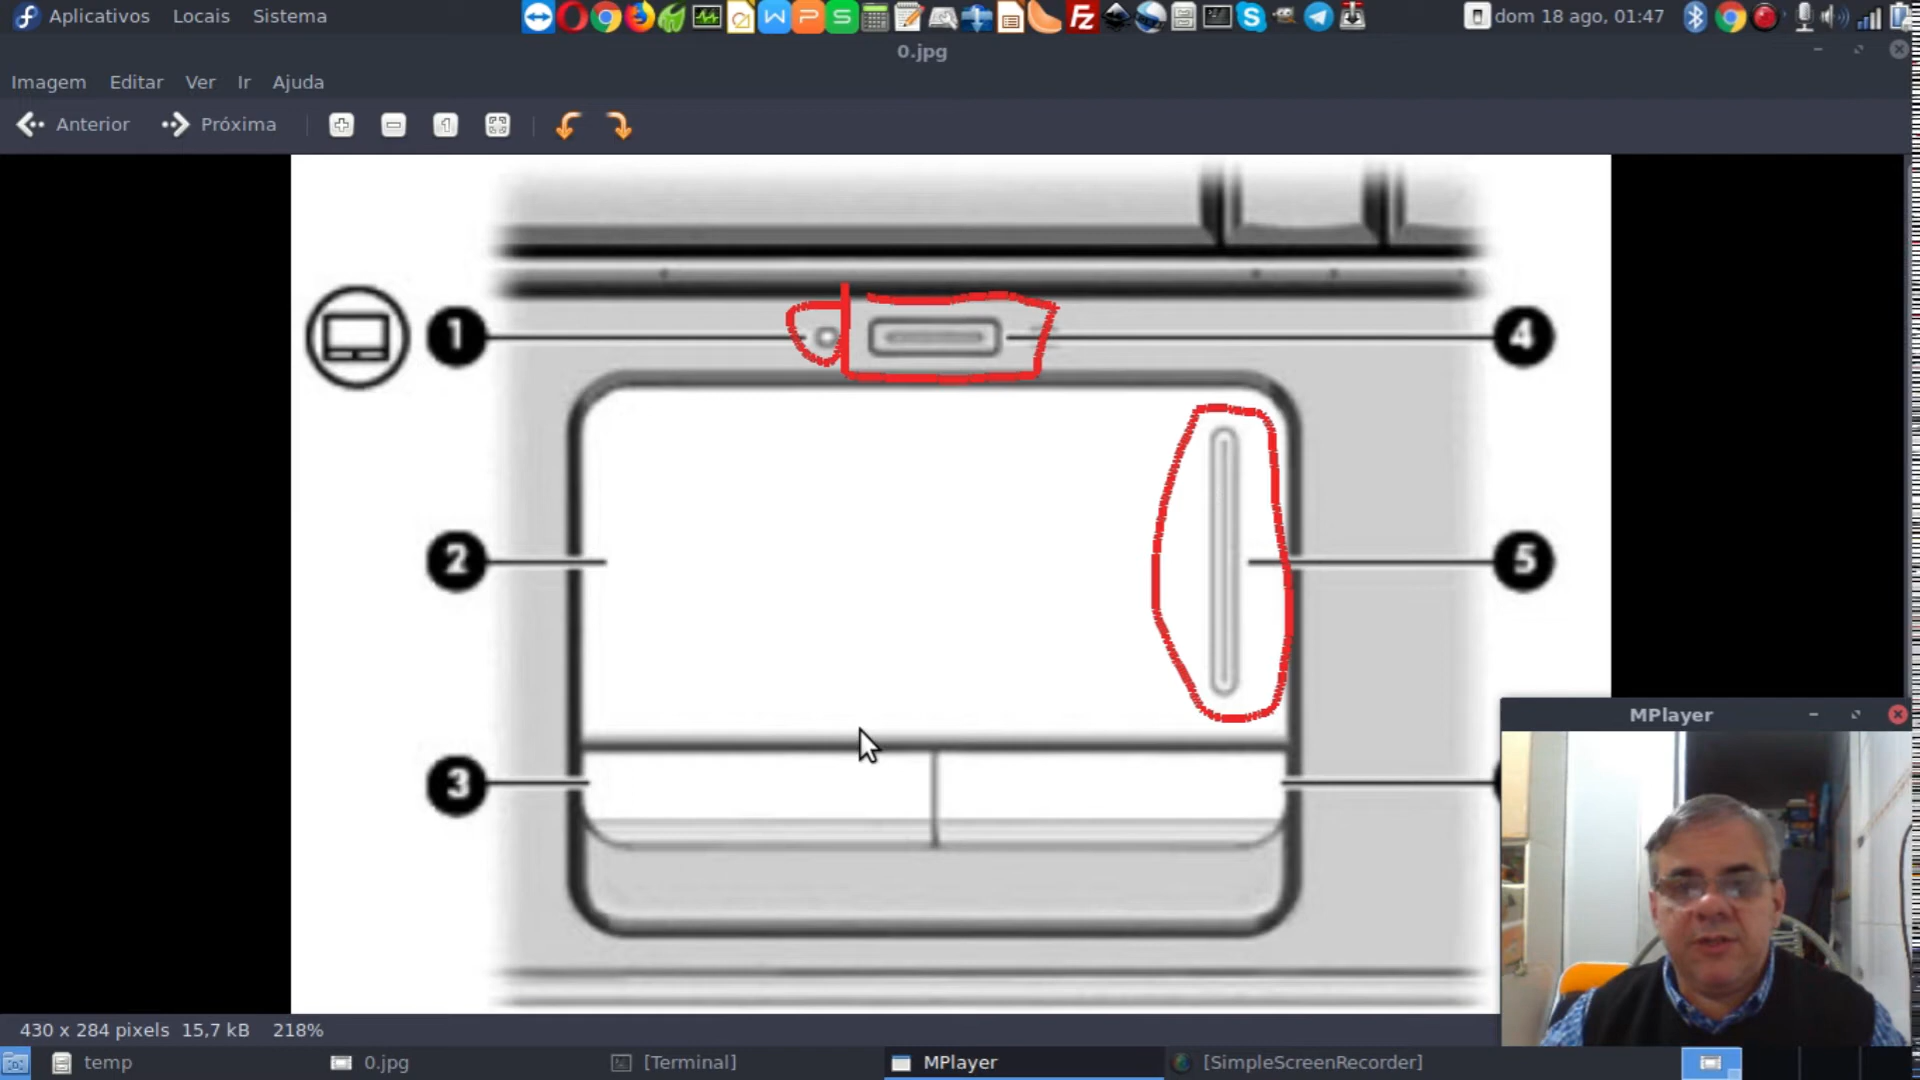 Aplicativos Locais Sistema dom 18 ago, 01:47
0.jpg
Imagem Editar Ver Ir Ajuda
Anterior Próxima
1
4
2
5
3
MPlayer
430 x 284 pixels 15,7 kB 218%
temp 0.jpg [Terminal] MPlayer [SimpleScreenRecorder]